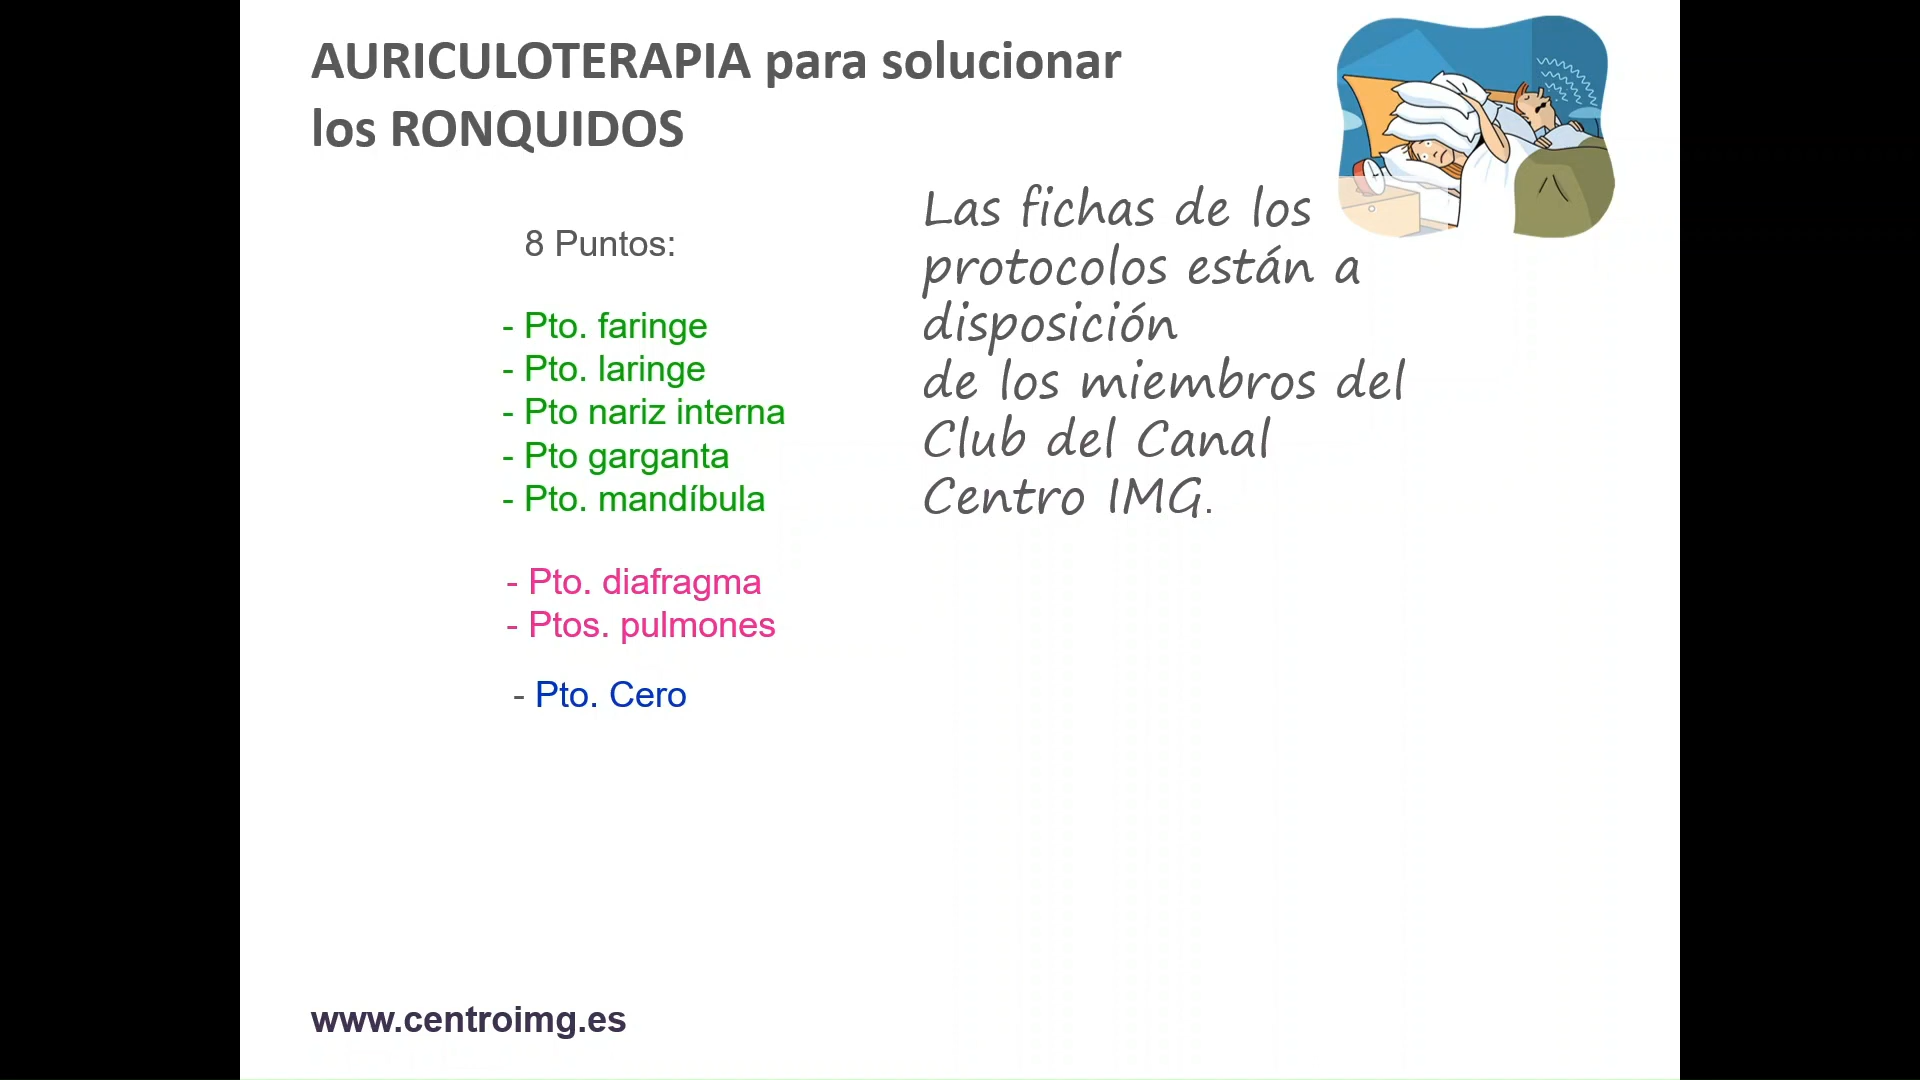 AURICULOTERAPIA para solucionar
los RONQUIDOS
8 Puntos:
- Pto. faringe
- Pto. laringe
- Pto nariz interna
- Pto garganta
- Pto. mandíbula
- Pto. diafragma
- Ptos. pulmones
- Pto. Cero
Las fichas de los
protocolos están a
disposición
de los miembros del
Club del Canal
Centro IMG.
www.centroimg.es